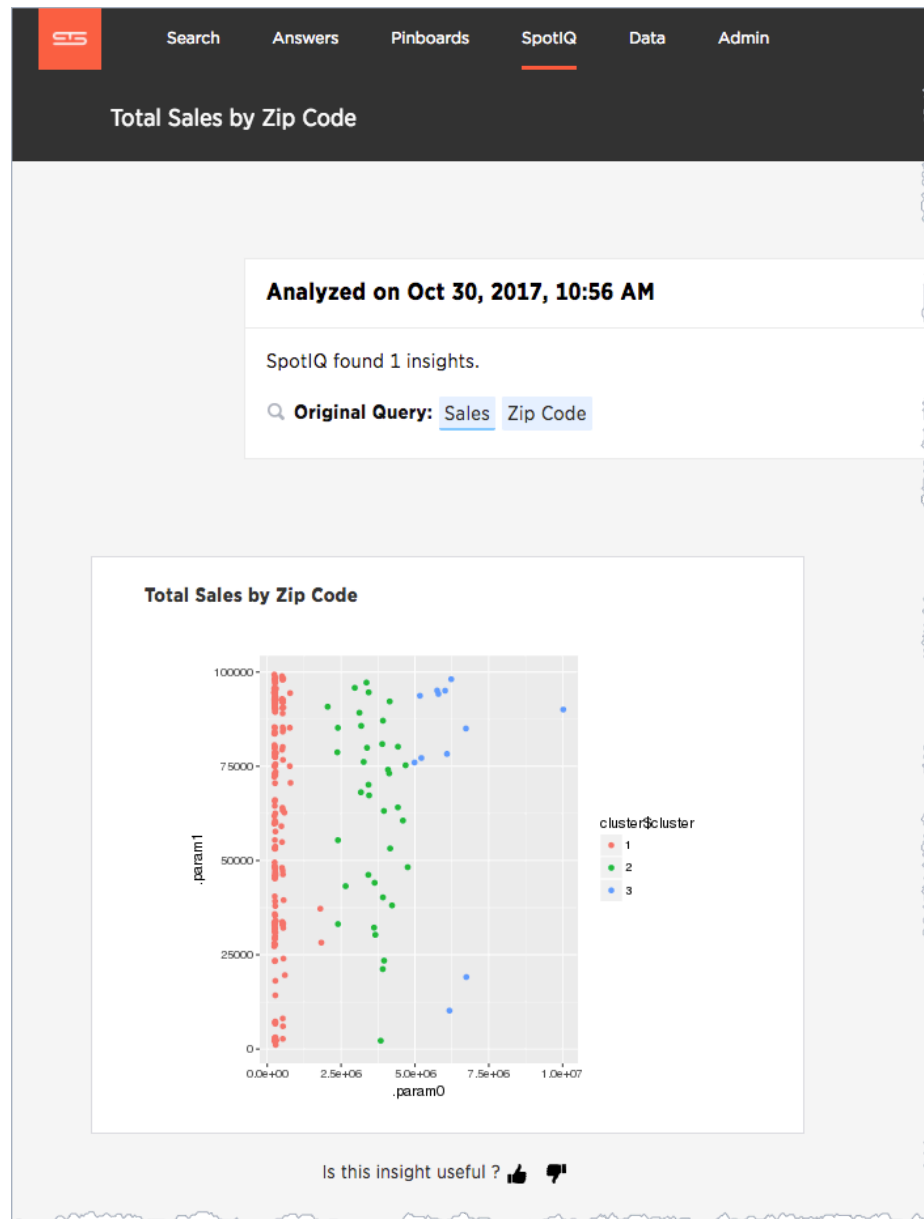 Search Answers Pinboards SpotIQ Data Admin
Total Sales by Zip Code
Analyzed on Oct 30, 2017, 10:56 AM
SpotIQ found 1 insights.
Original Query: Sales Zip Code
Total Sales by Zip Code
100000
75000
50000
25000
0
.param1
0.0e+00 2.5e+06 5.0e+06 7.5e+06 1.0e+07
.param0
cluster$cluster
1
2
3
Is this insight useful ?